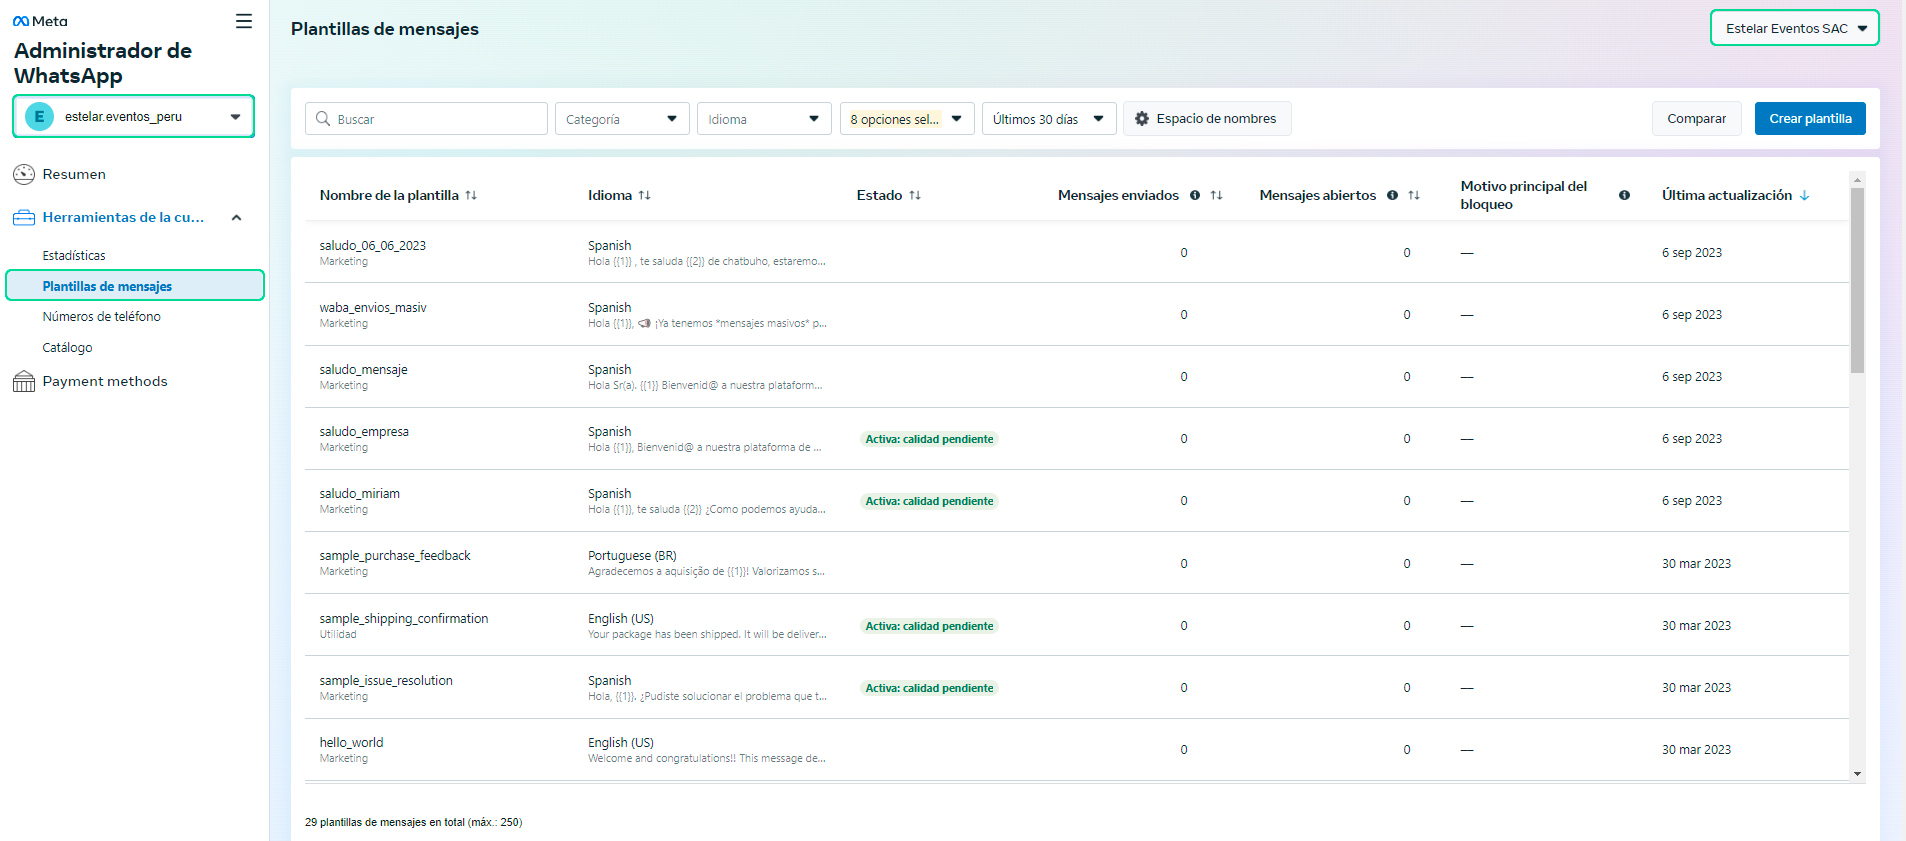 Meta
Administrador de
WhatsApp
E estelar.eventos_peru
Resumen
Herramientas de la cu...
Estadísticas
Plantillas de mensajes
Números de teléfono
Catálogo
Payment methods
Plantillas de mensajes
Estelar Eventos SAC
Buscar Categoría Idioma 8 opciones sel... Últimos 30 días Espacio de nombres Comparar Crear plantilla
Nombre de la plantilla Idioma Estado Mensajes enviados Mensajes abiertos Motivo principal del
bloqueo Última actualización
saludo_06_06_2023 Spanish
Marketing Hola {{1}} , te saluda {{2}} de chatbuho, estaremo...
0 0 — 6 sep 2023
waba_envios_masiv Spanish
Marketing Hola {{1}}, 📣 ¡Ya tenemos *mensajes masivos* p...
0 0 — 6 sep 2023
saludo_mensaje Spanish
Marketing Hola Sr(a). {{1}} Bienvenid@ a nuestra plataform...
0 0 — 6 sep 2023
saludo_empresa Spanish
Marketing Hola {{1}}, Bienvenid@ a nuestra plataforma de ...
Activa: calidad pendiente 0 0 — 6 sep 2023
saludo_miriam Spanish
Marketing Hola {{1}}, te saluda {{2}} ¿Como podemos ayuda...
Activa: calidad pendiente 0 0 — 6 sep 2023
sample_purchase_feedback Portuguese (BR)
Marketing Agradecemos a aquisição de {{1}}! Valorizamos s...
0 0 — 30 mar 2023
sample_shipping_confirmation English (US)
Utilidad Your package has been shipped. It will be deliver...
Activa: calidad pendiente 0 0 — 30 mar 2023
sample_issue_resolution Spanish
Marketing Hola, {{1}}. ¿Pudiste solucionar el problema que t...
Activa: calidad pendiente 0 0 — 30 mar 2023
hello_world English (US)
Marketing Welcome and congratulations!! This message de...
0 0 — 30 mar 2023
29 plantillas de mensajes en total (máx.: 250)